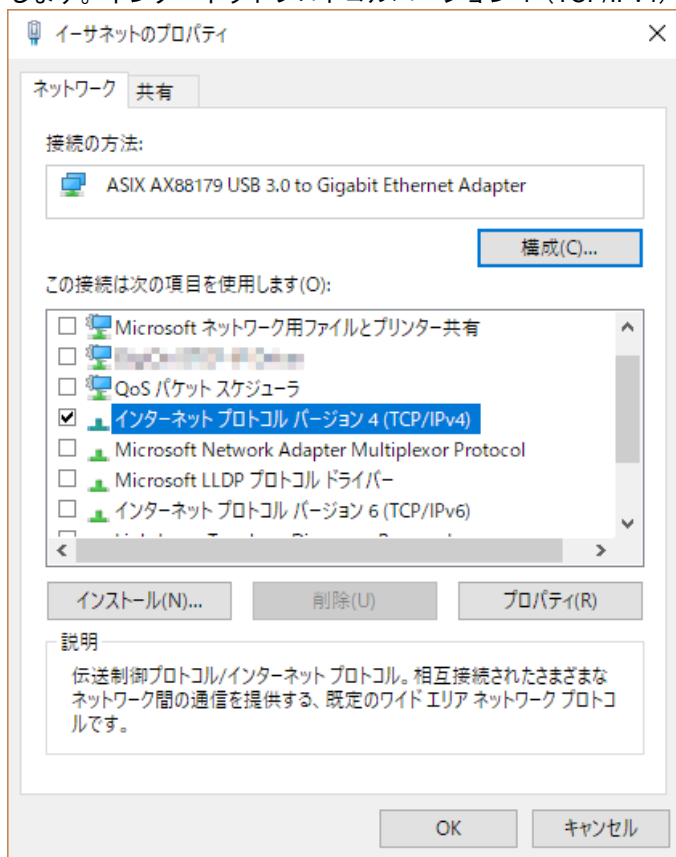 イーサネットのプロパティ
ネットワーク 共有
接続の方法:
ASIX AX88179 USB 3.0 to Gigabit Ethernet Adapter
構成(C)...
この接続は次の項目を使用します(O):
Microsoft ネットワーク用ファイルとプリンター共有
QoS パケット スケジューラ
インターネット プロトコル バージョン 4 (TCP/IPv4)
Microsoft Network Adapter Multiplexor Protocol
Microsoft LLDP プロトコル ドライバー
インターネット プロトコル バージョン 6 (TCP/IPv6)
インストール(N)... 削除(U) プロパティ(R)
説明
伝送制御プロトコル/インターネット プロトコル。相互接続されたさまざまな
ネットワーク間の通信を提供する、既定のワイド エリア ネットワーク プロトコ
ルです。
OK キャンセル